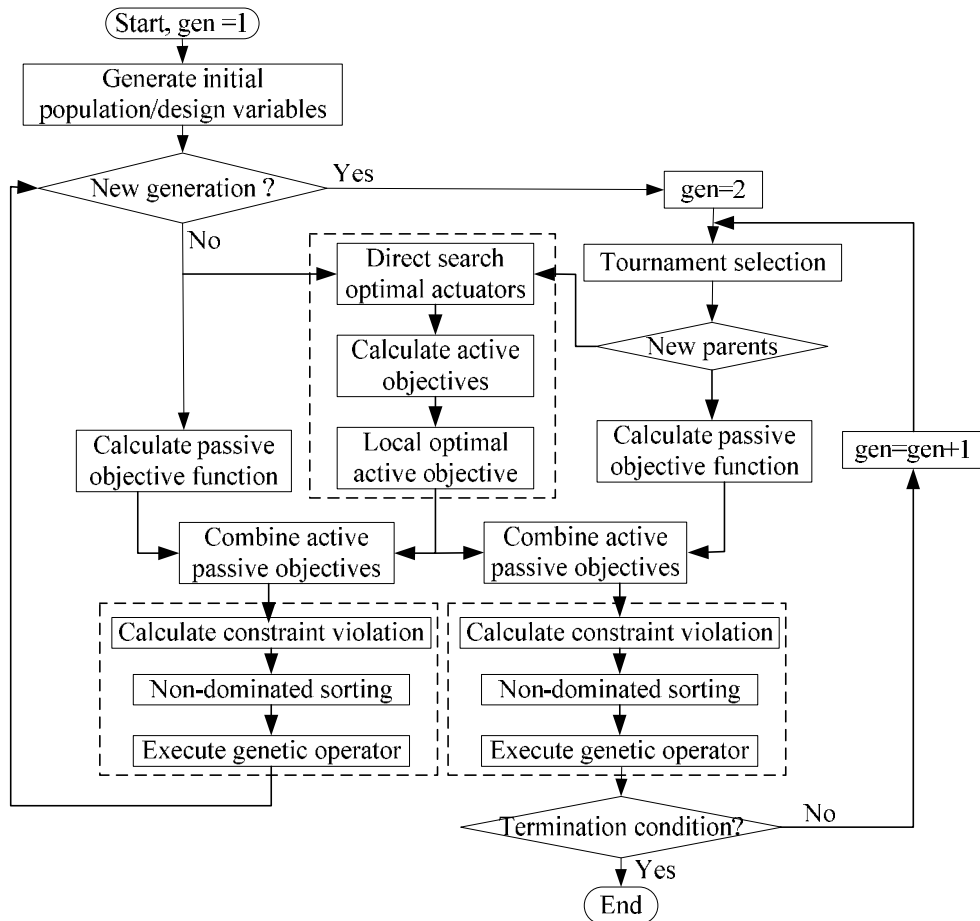 Start, gen =1
Generate initial
population/design variables
New generation ?
Yes
gen=2
No
Direct search
optimal actuators
Tournament selection
Calculate active
objectives
New parents
Calculate passive
objective function
Local optimal
active objective
Calculate passive
objective function
gen=gen+1
Combine active
passive objectives
Combine active
passive objectives
Calculate constraint violation
Calculate constraint violation
Non-dominated sorting
Non-dominated sorting
Execute genetic operator
Execute genetic operator
Termination condition?
No
Yes
End